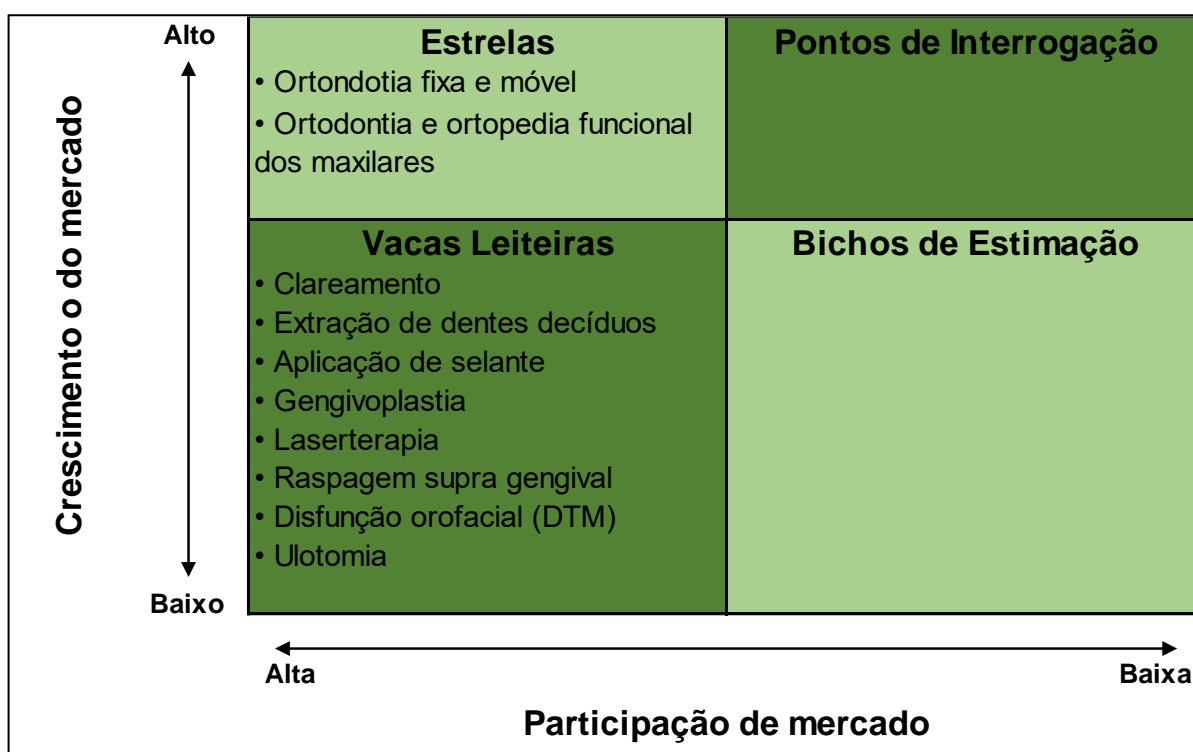 Crescimento o do mercado
Alto
Baixo
Estrelas
• Ortondotia fixa e móvel
• Ortodontia e ortopedia funcional
dos maxilares
Pontos de Interrogação
Vacas Leiteiras
• Clareamento
• Extração de dentes decíduos
• Aplicação de selante
• Gengivoplastia
• Laserterapia
• Raspagem supra gengival
• Disfunção orofacial (DTM)
• Ulotomia
Bichos de Estimação
Alta
Baixa
Participação de mercado